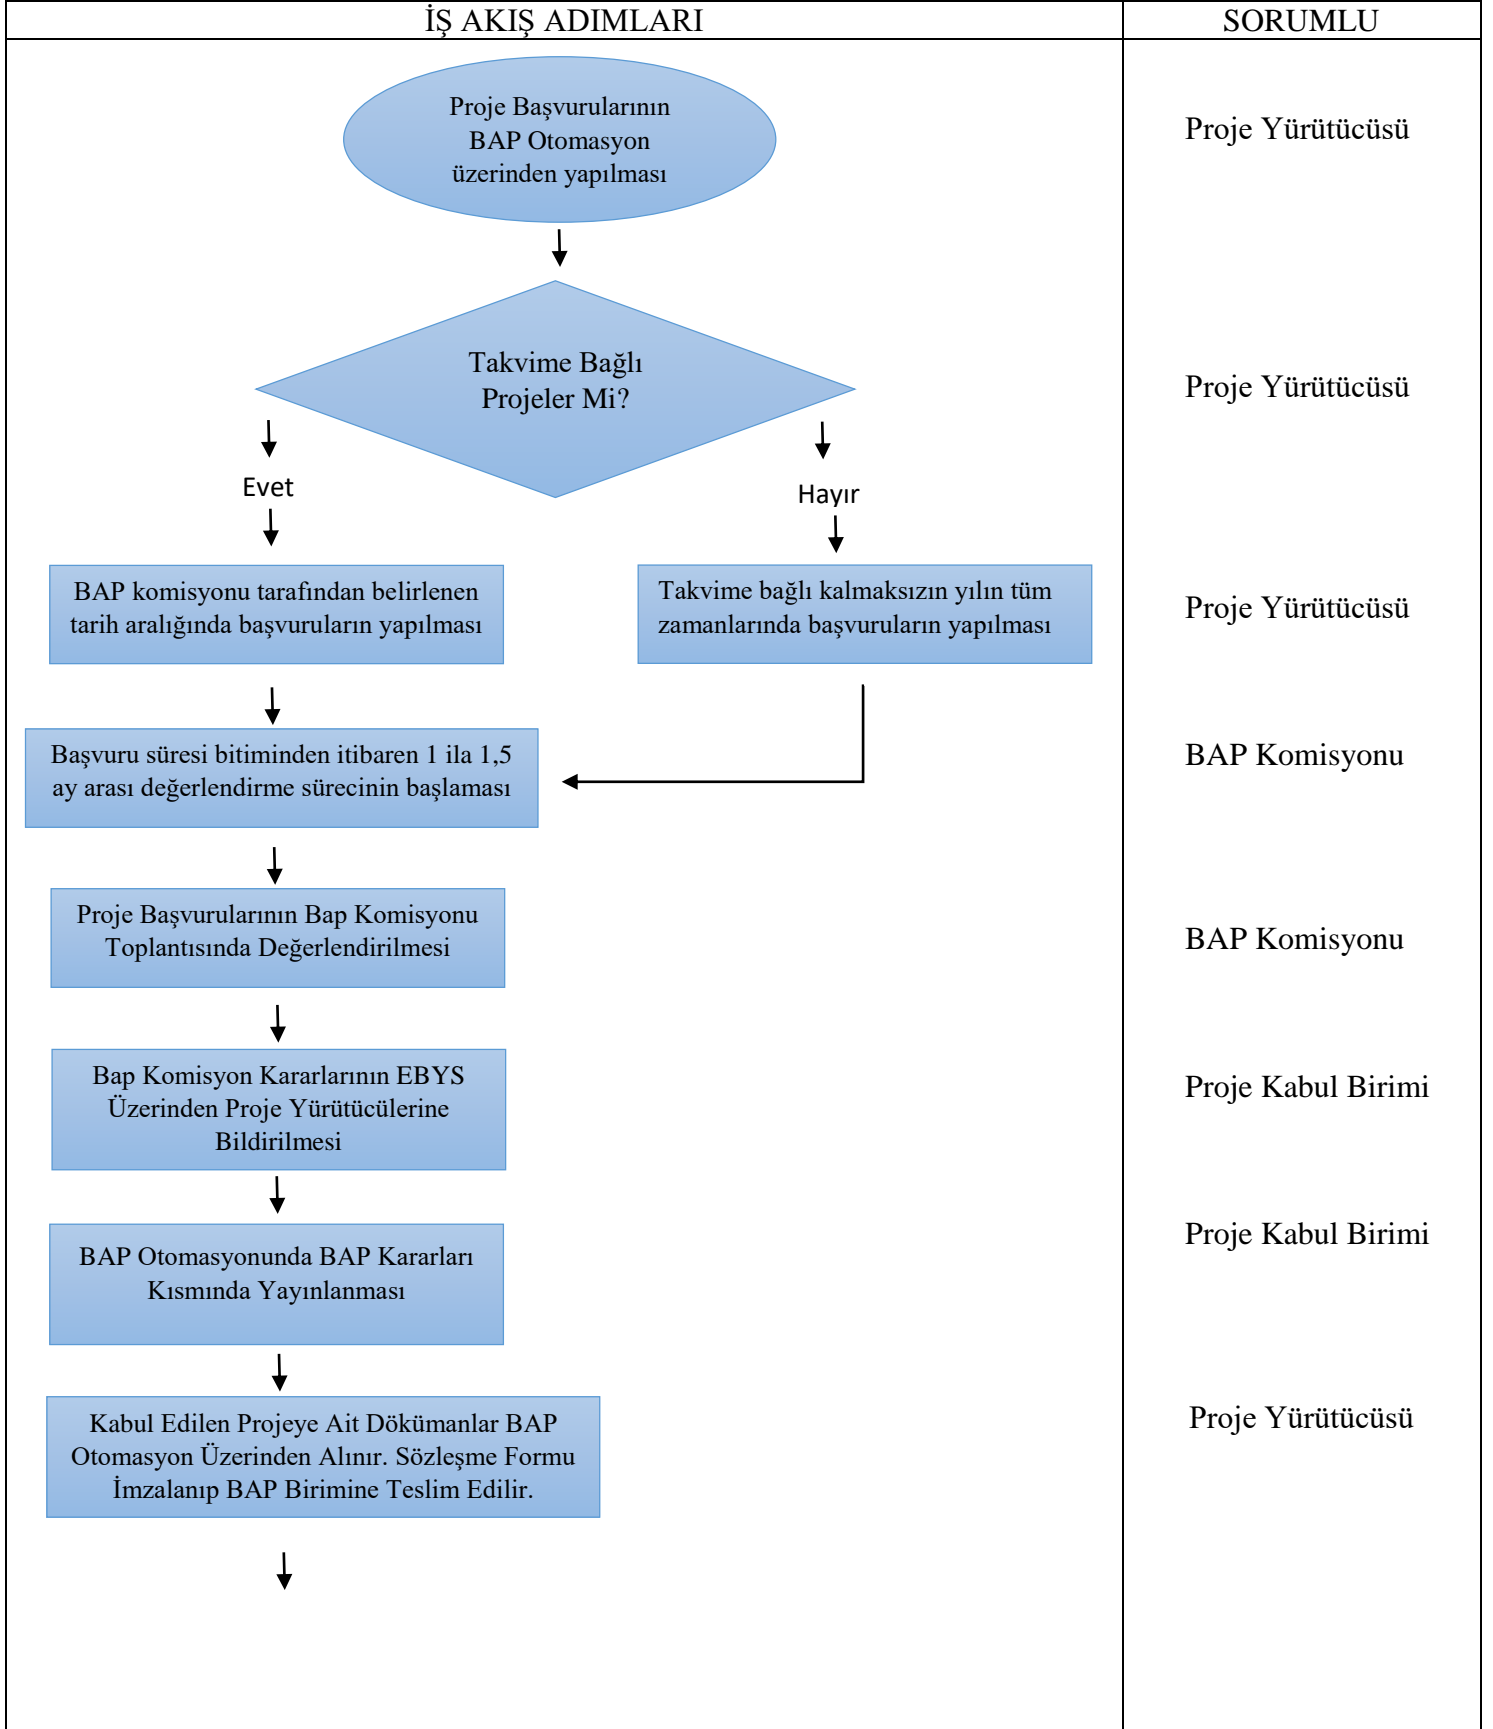 İŞ AKIŞ ADIMLARI
SORUMLU
Proje Başvurularının
BAP Otomasyon
üzerinden yapılması
Proje Yürütücüsü
Takvime Bağlı
Projeler Mi?
Proje Yürütücüsü
Evet
Hayır
BAP komisyonu tarafından belirlenen
tarih aralığında başvuruların yapılması
Takvime bağlı kalmaksızın yılın tüm
zamanlarında başvuruların yapılması
Proje Yürütücüsü
Başvuru süresi bitiminden itibaren 1 ila 1,5
ay arası değerlendirme sürecinin başlaması
BAP Komisyonu
Proje Başvurularının Bap Komisyonu
Toplantısında Değerlendirilmesi
BAP Komisyonu
Bap Komisyon Kararlarının EBYS
Üzerinden Proje Yürütücülerine
Bildirilmesi
Proje Kabul Birimi
BAP Otomasyonunda BAP Kararları
Kısmında Yayınlanması
Proje Kabul Birimi
Kabul Edilen Projeye Ait Dökümanlar BAP
Otomasyon Üzerinden Alınır. Sözleşme Formu
İmzalanıp BAP Birimine Teslim Edilir.
Proje Yürütücüsü